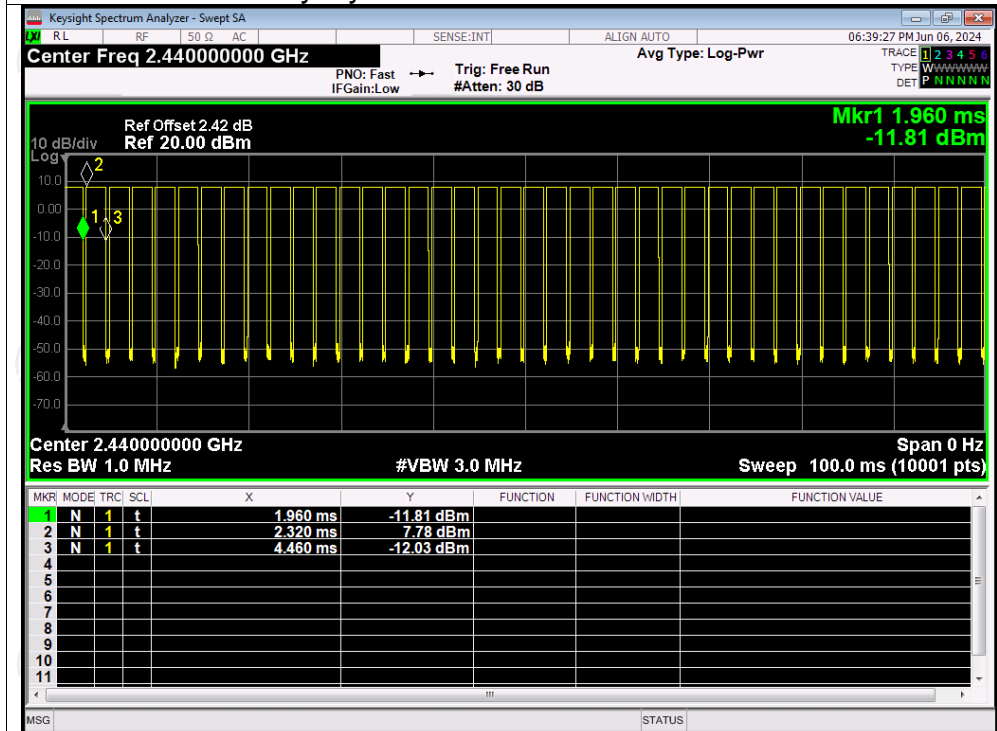 Keysight Spectrum Analyzer - Swept SA
LXI RL RF 50 Ω AC SENSE:INT ALIGN AUTO 06:39:27 PM Jun 06, 2024
Center Freq 2.440000000 GHz Avg Type: Log-Pwr TRACE 1 2 3 4 5 6
PNO: Fast Trig: Free Run TYPE WWWWWW
IFGain:Low #Atten: 30 dB DET P N N N N N
Mkr1 1.960 ms
Ref Offset 2.42 dB
10 dB/div Ref 20.00 dBm -11.81 dBm
Log
2
10.0
0.00
1 3
-10.0
-20.0
-30.0
-40.0
-50.0
-60.0
-70.0
Center 2.440000000 GHz Span 0 Hz
Res BW 1.0 MHz #VBW 3.0 MHz Sweep 100.0 ms (10001 pts)
MKR MODE TRC SCL X Y FUNCTION FUNCTION WIDTH FUNCTION VALUE
1 N 1 t 1.960 ms -11.81 dBm
2 N 1 t 2.320 ms 7.78 dBm
3 N 1 t 4.460 ms -12.03 dBm
4
5
6
7
8
9
10
11
MSG STATUS